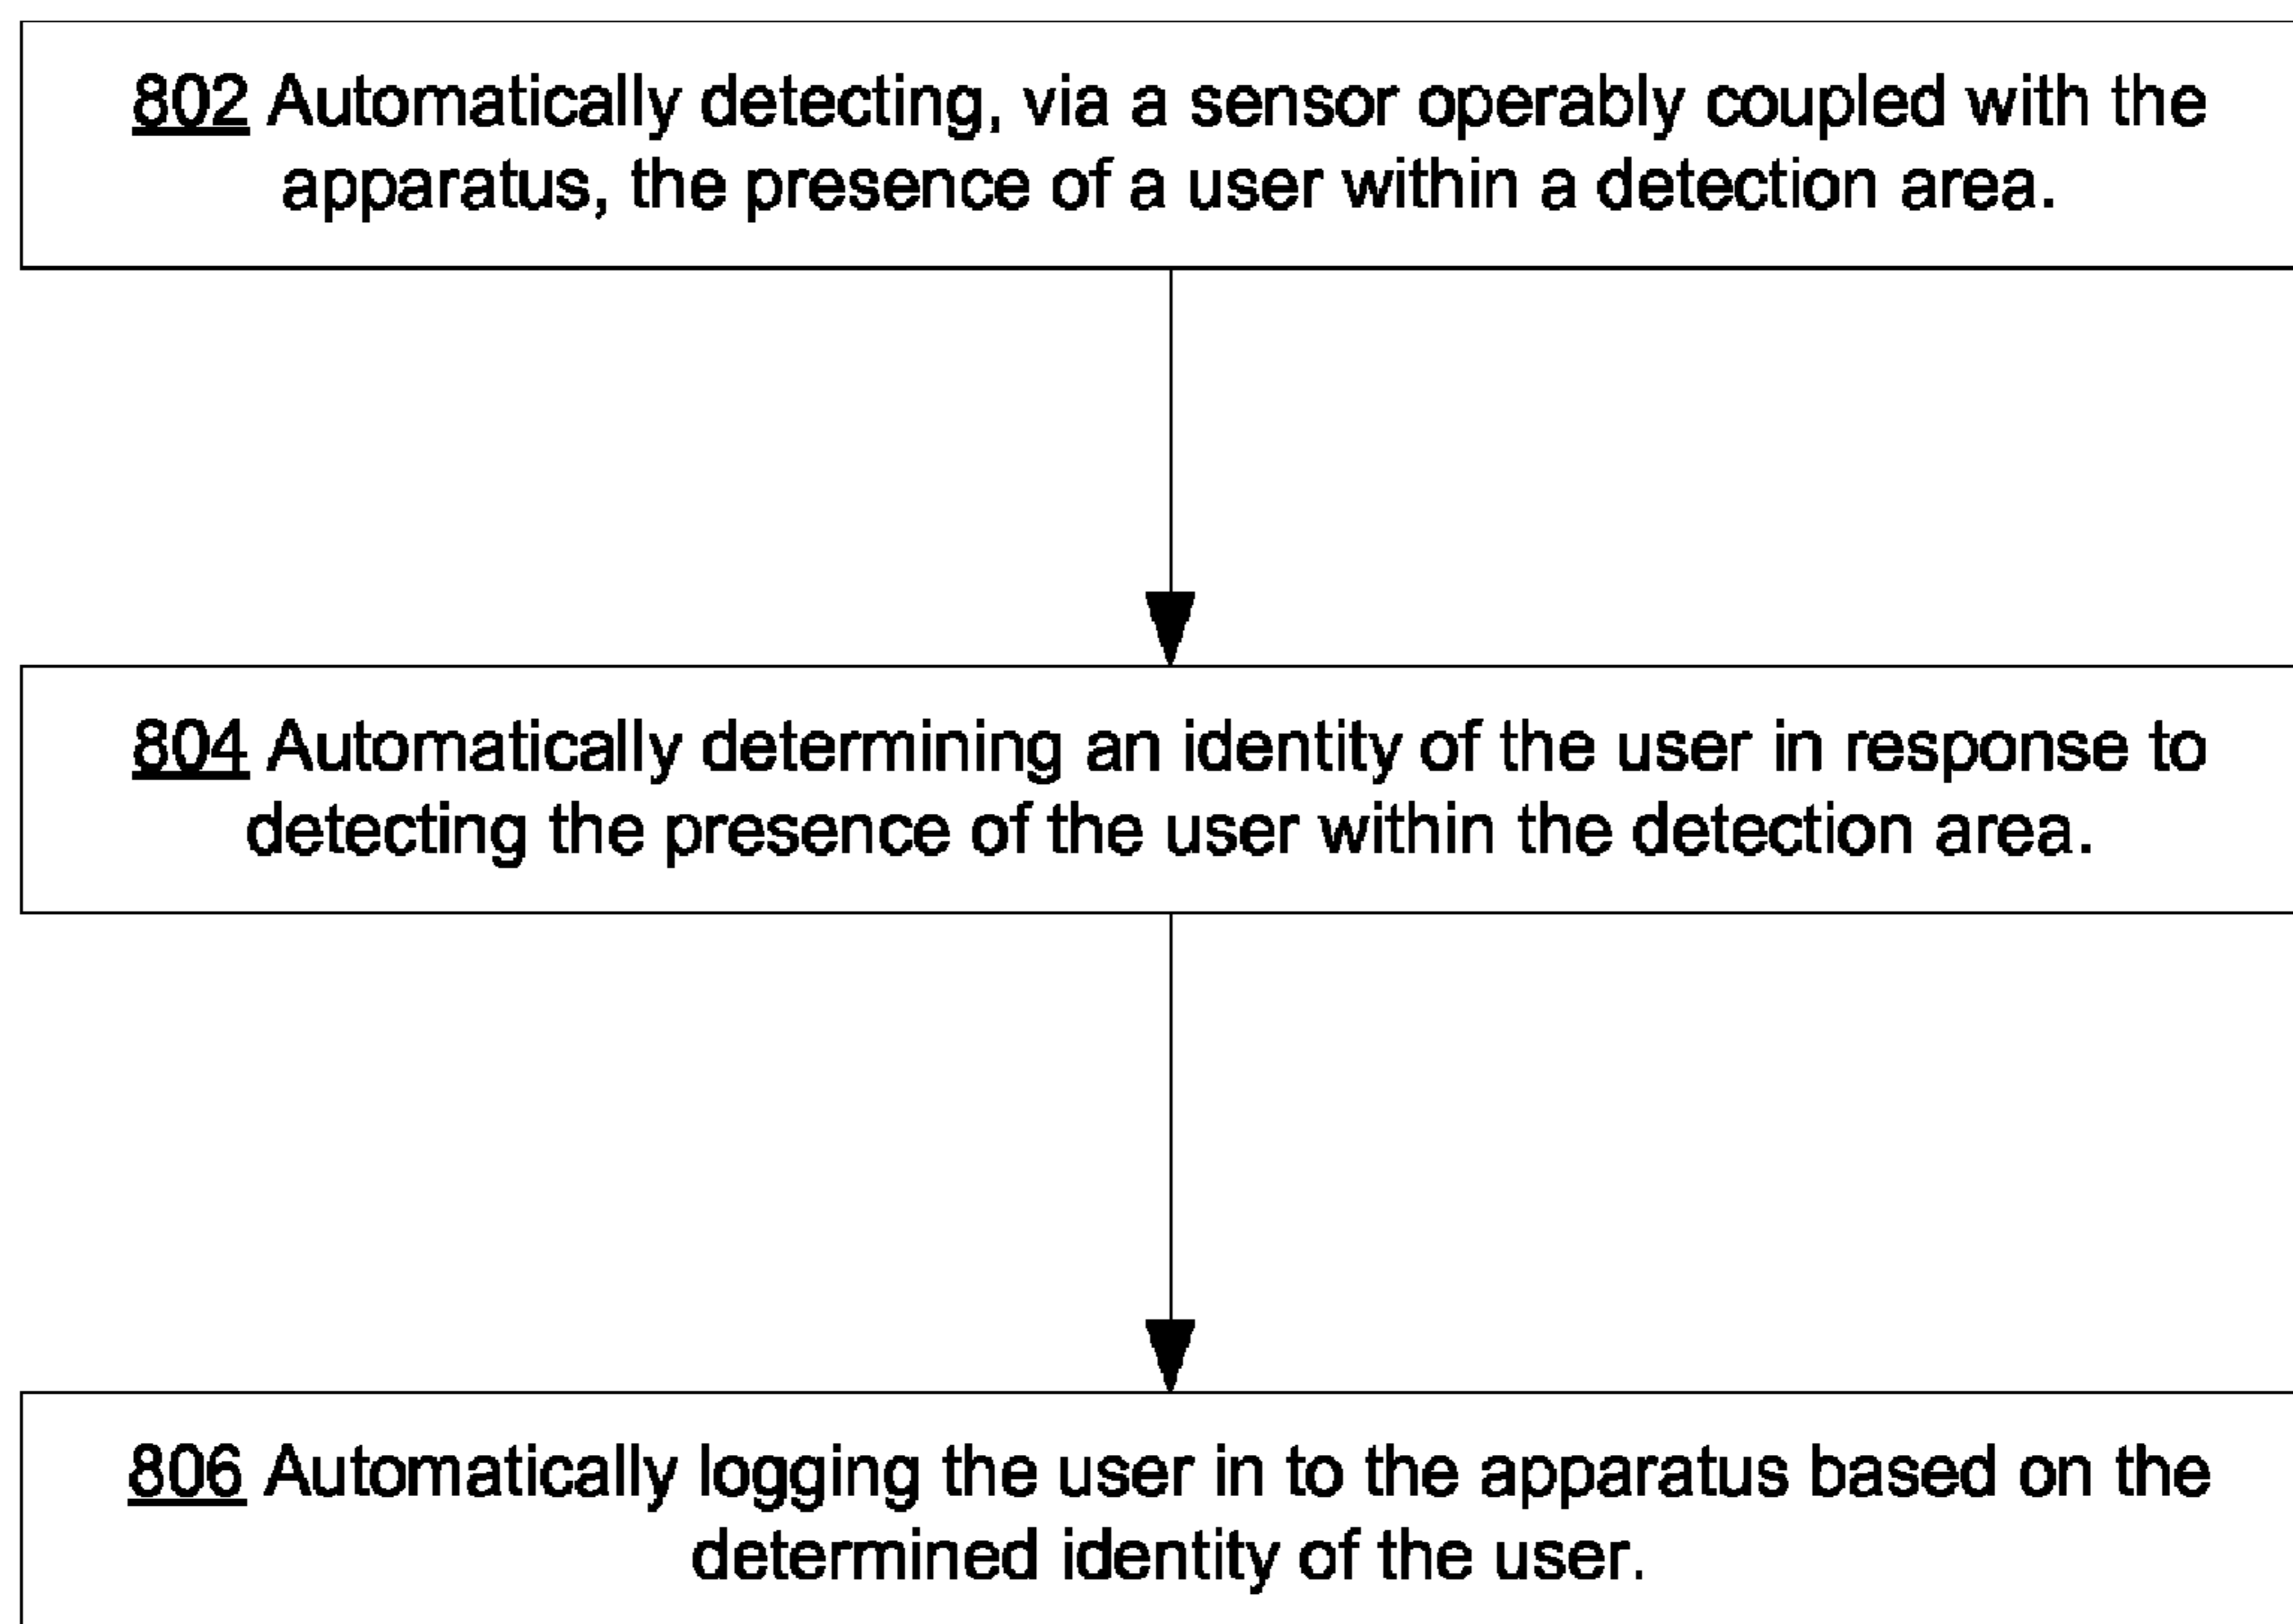 802 Automatically detecting, via a sensor operably coupled with the
apparatus, the presence of a user within a detection area.
804 Automatically determining an identity of the user in response to
detecting the presence of the user within the detection area.
806 Automatically logging the user in to the apparatus based on the
determined identity of the user.